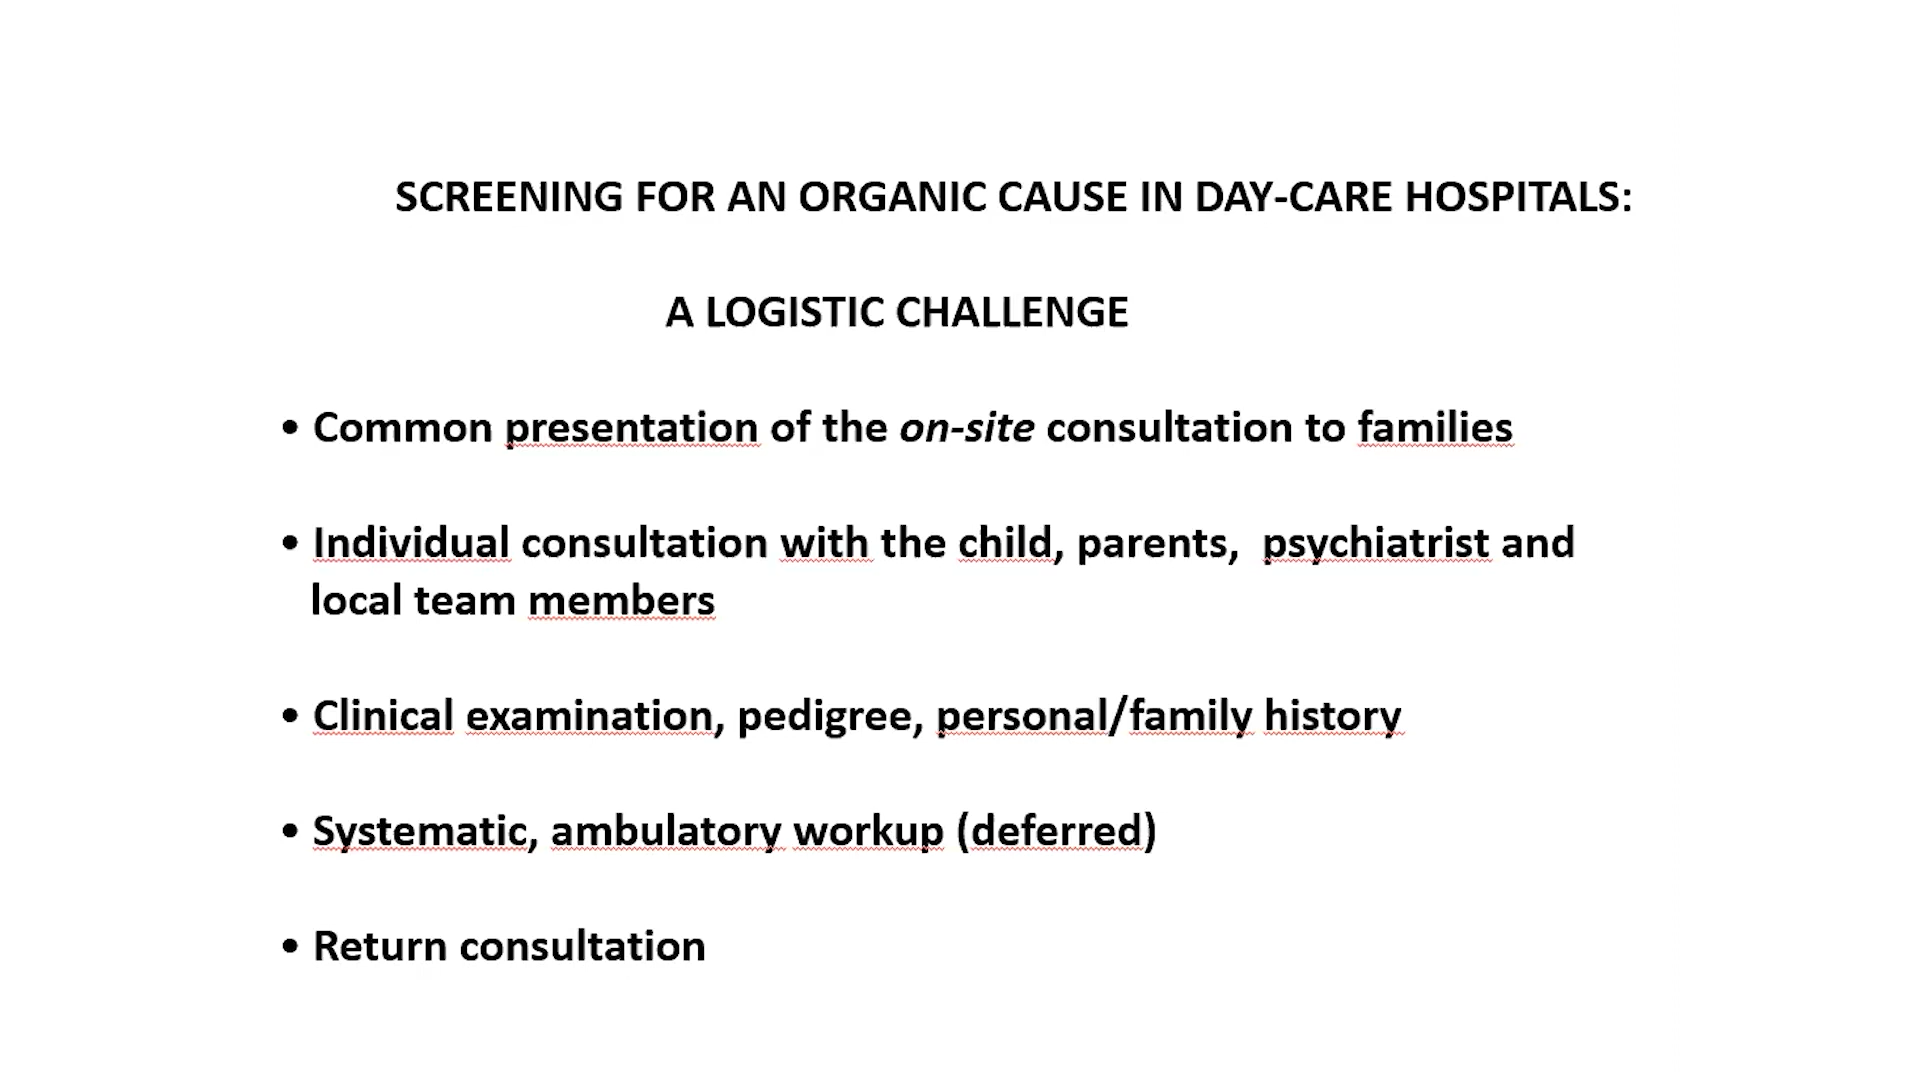 SCREENING FOR AN ORGANIC CAUSE IN DAY-CARE HOSPITALS:
A LOGISTIC CHALLENGE
• Common presentation of the on-site consultation to families
• Individual consultation with the child, parents,  psychiatrist and
local team members
• Clinical examination, pedigree, personal/family history
• Systematic, ambulatory workup (deferred)
• Return consultation